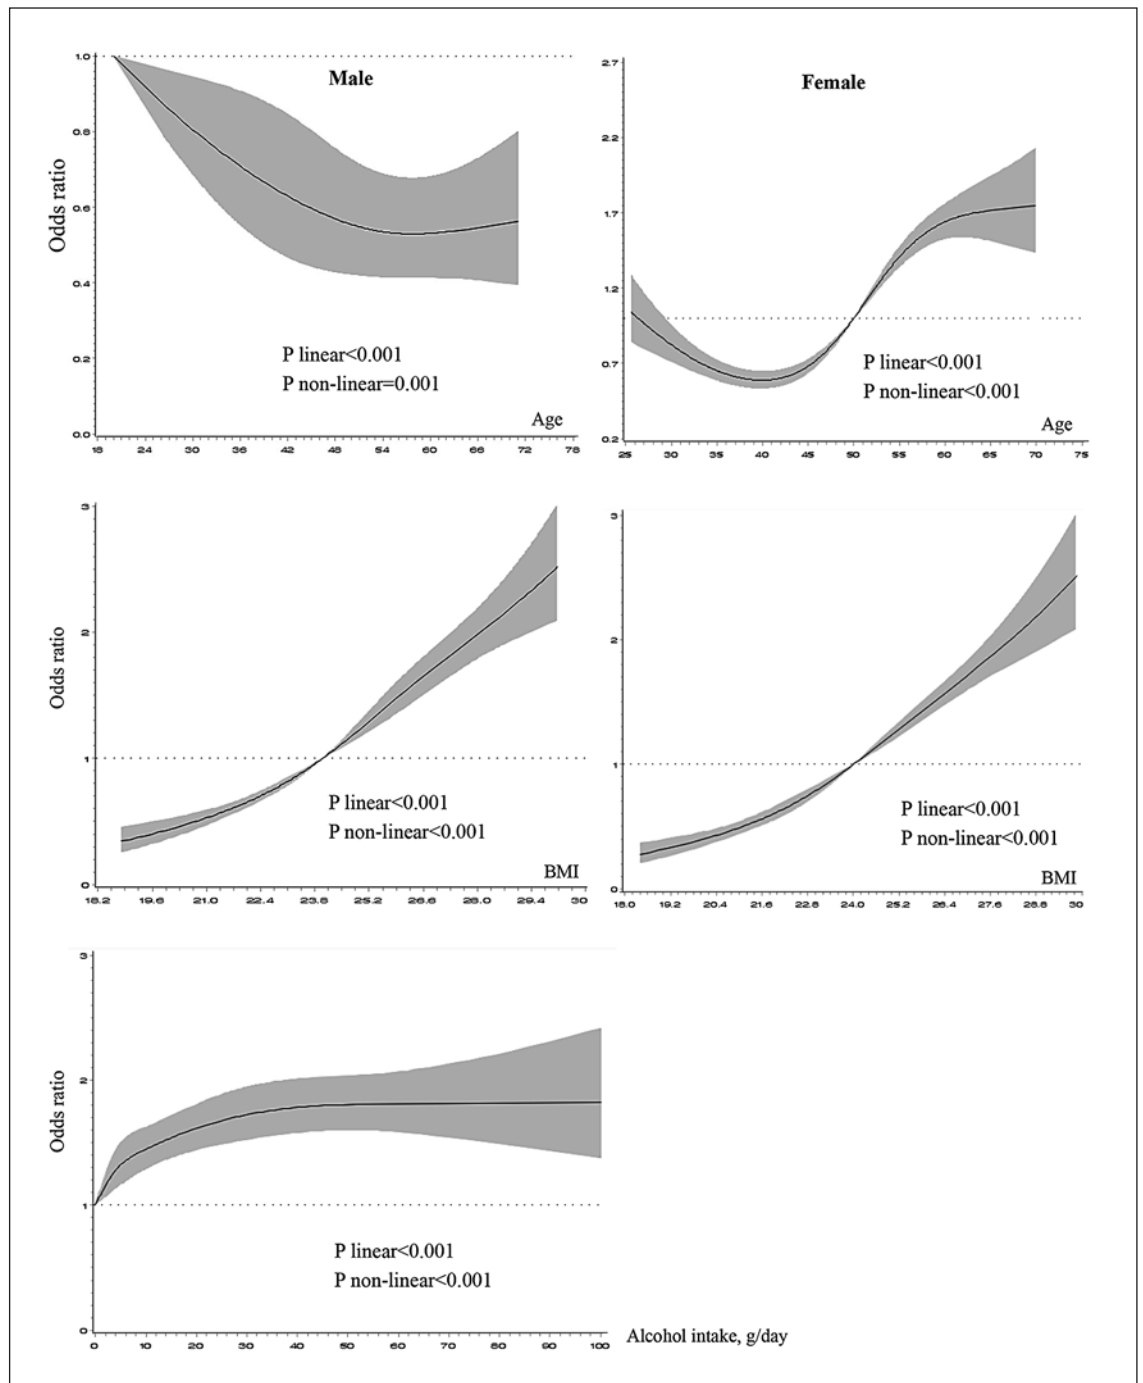 Male
Odds ratio
1.0
0.8
0.6
0.4
0.2
0.0
P linear<0.001
P non-linear=0.001
Age
18 24 30 36 42 48 54 60 66 72 78
Female
2.7
2.2
1.7
1.2
0.7
0.2
P linear<0.001
P non-linear<0.001
Age
25 30 35 40 45 50 55 60 65 70 75
Odds ratio
3
2
1
0
P linear<0.001
P non-linear<0.001
BMI
18.2 19.6 21.0 22.4 23.8 25.2 26.6 28.0 29.4 30
3
2
1
0
P linear<0.001
P non-linear<0.001
BMI
18.0 19.2 20.4 21.6 22.8 24.0 25.2 26.4 27.6 28.8 30
Odds ratio
3
2
1
0
P linear<0.001
P non-linear<0.001
0 10 20 30 40 50 60 70 80 90 100
Alcohol intake, g/day